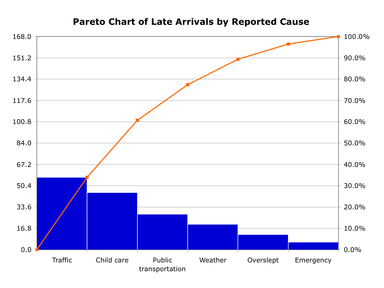 Pareto Chart of Late Arrivals by Reported Cause
168.0
151.2
134.4
117.6
100.8
84.0
67.2
50.4
33.6
16.8
0.0
100.0%
90.0%
80.0%
70.0%
60.0%
50.0%
40.0%
30.0%
20.0%
10.0%
0.0%
Traffic
Child care
Public
transportation
Weather
Overslept
Emergency